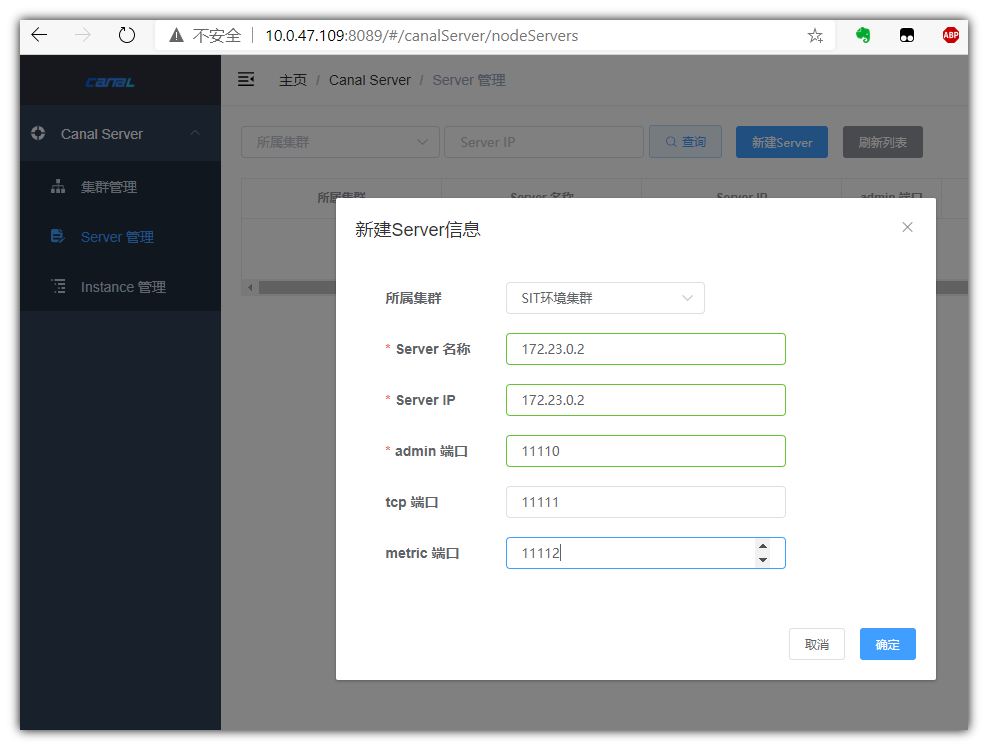 不安全 10.0.47.109:8089/#/canalServer/nodeServers ABP
CANAL
主页 / Canal Server / Server 管理
Canal Server
所属集群 Server IP 查询 新建Server 刷新列表
集群管理
所属集群 Server 名称 Server IP admin 端口
Server 管理
Instance 管理
新建Server信息
所属集群 SIT环境集群
* Server 名称 172.23.0.2
* Server IP 172.23.0.2
* admin 端口 11110
tcp 端口 11111
metric 端口 11112
取消 确定